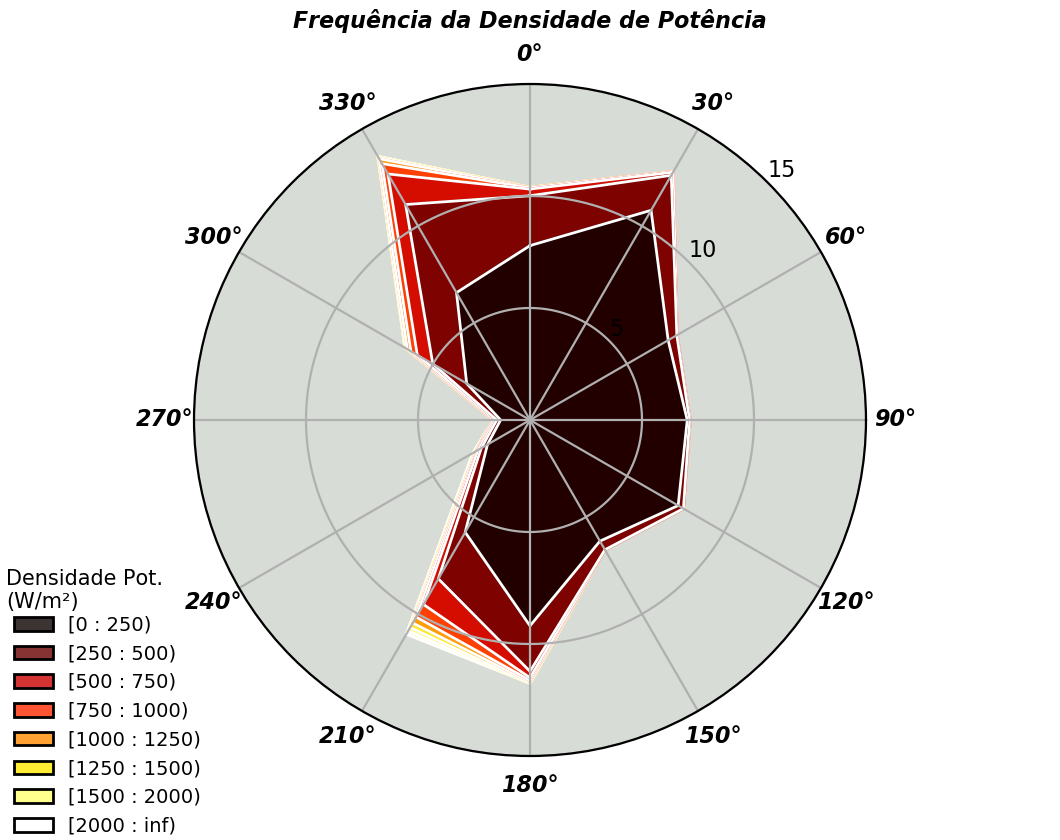 Frequência da Densidade de Potência
0°
330°
30°
15
300°
60°
10
5
270°
90°
240°
120°
210°
150°
180°
Densidade Pot.
(W/m²)
[0 : 250)
[250 : 500)
[500 : 750)
[750 : 1000)
[1000 : 1250)
[1250 : 1500)
[1500 : 2000)
[2000 : inf)